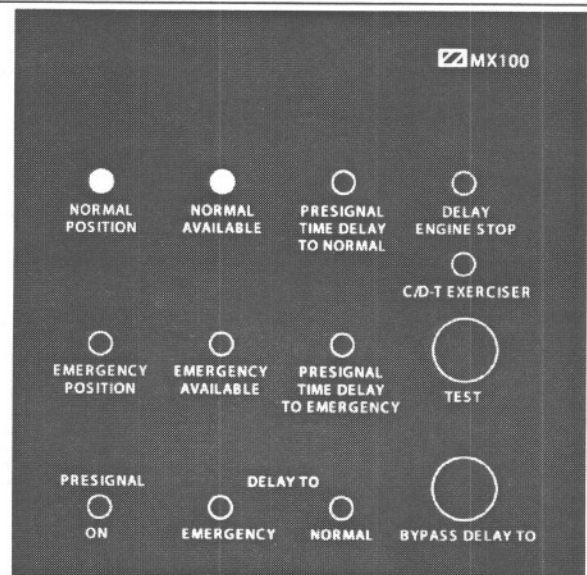 MX100
NORMAL POSITION
NORMAL AVAILABLE
PRESIGNAL TIME DELAY TO NORMAL
DELAY ENGINE STOP
C/D-T EXERCISER
EMERGENCY POSITION
EMERGENCY AVAILABLE
PRESIGNAL TIME DELAY TO EMERGENCY
TEST
PRESIGNAL
DELAY TO
ON
EMERGENCY
NORMAL
BYPASS DELAY TO